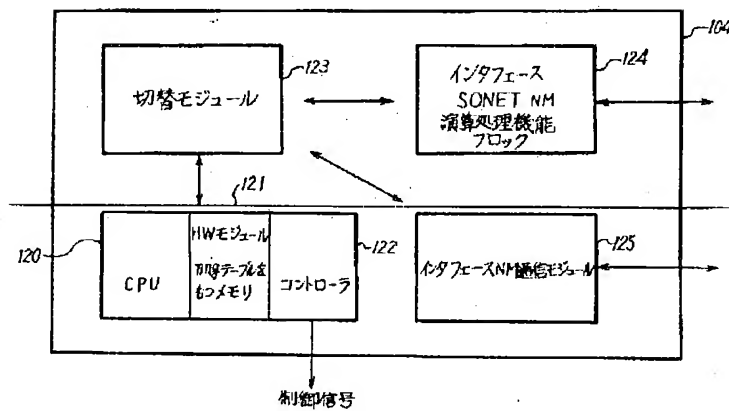 104
123
124
切替モジュール
インタフェース
SONET NM
演算処理機能
ブロック
121
120
122
125
HWモジュール
テーブルを
もつメモリ
CPU
コントローラ
インタフェースNM通信モジュール
制御信号